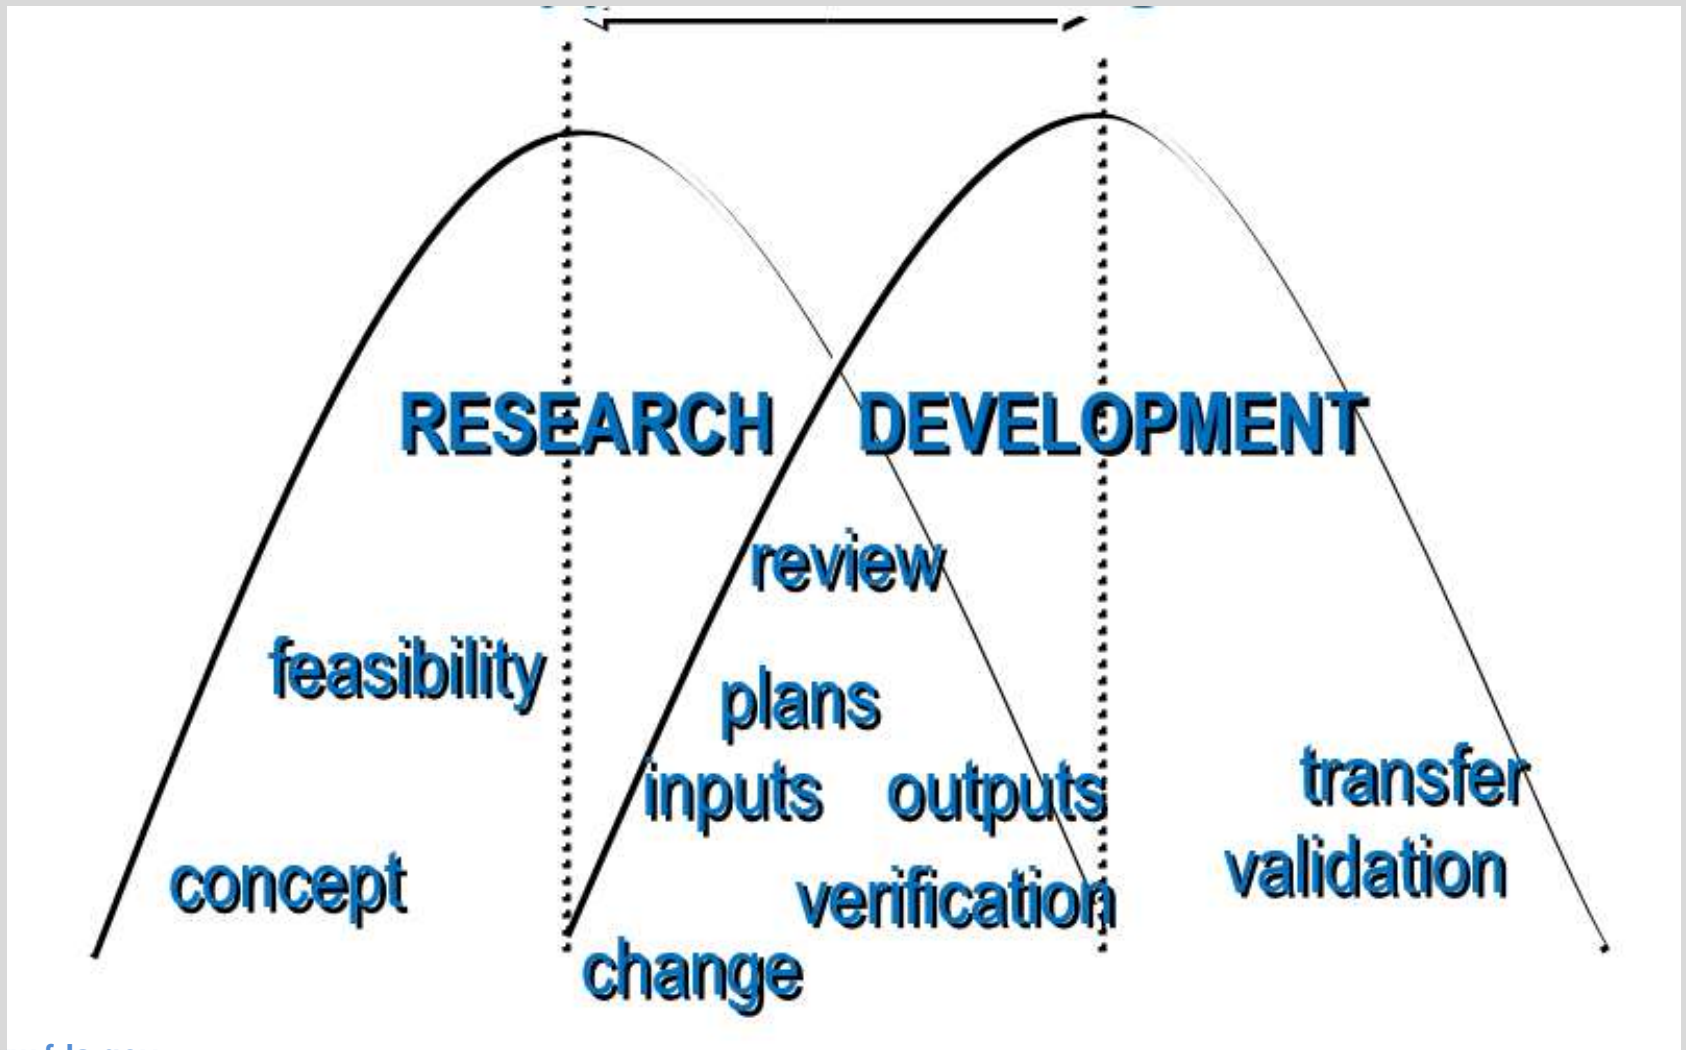 RESEARCH DEVELOPMENT
review
feasibility
plans
inputs outputs
transfer
validation
concept
verification
change